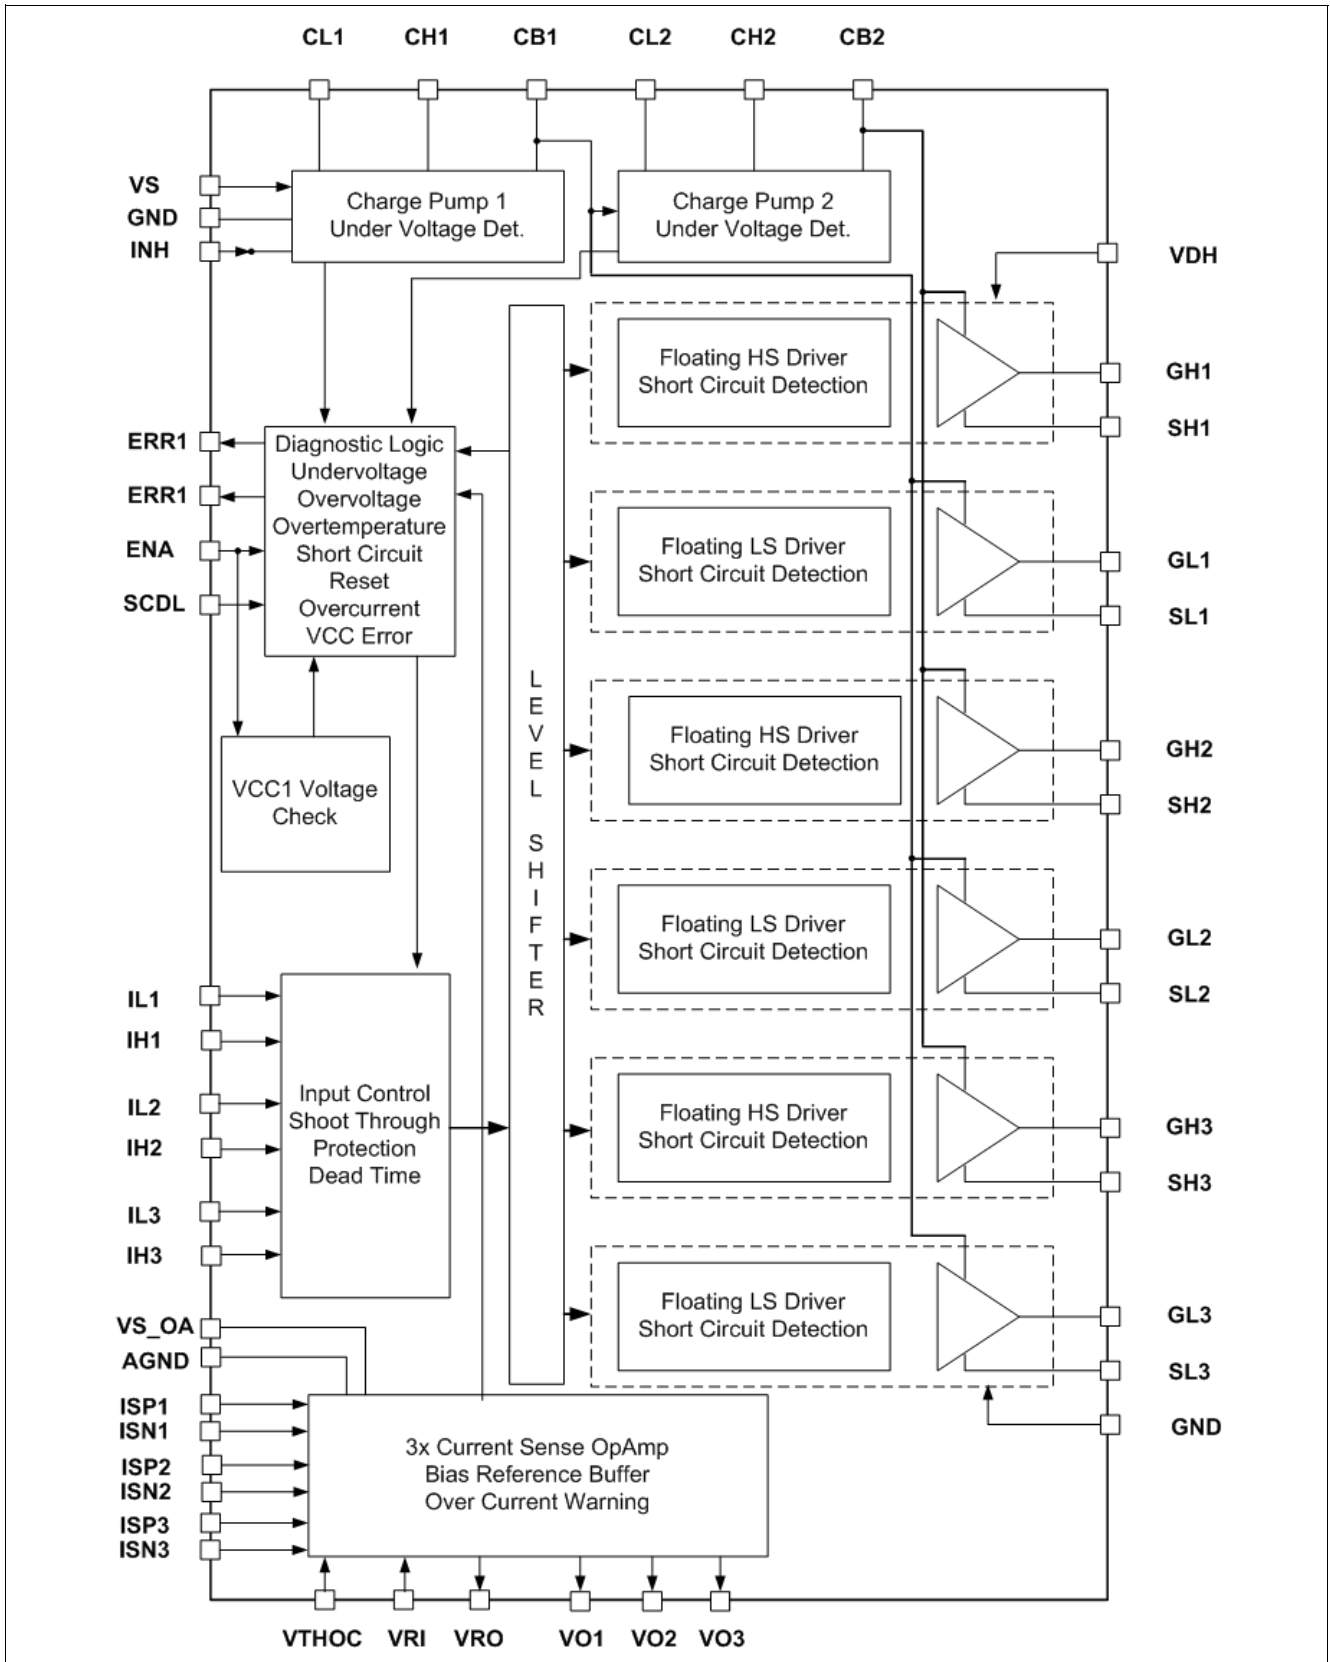 CL1 CH1 CB1 CL2 CH2 CB2
VS
GND
INH
Charge Pump 1
Under Voltage Det.
Charge Pump 2
Under Voltage Det.
VDH
Floating HS Driver
Short Circuit Detection
GH1
SH1
ERR1
ERR1
ENA
SCDL
Diagnostic Logic
Undervoltage
Overvoltage
Overtemperature
Short Circuit
Reset
Overcurrent
VCC Error
Floating LS Driver
Short Circuit Detection
GL1
SL1
VCC1 Voltage
Check
LEVEL SHIFTER
Floating HS Driver
Short Circuit Detection
GH2
SH2
Floating LS Driver
Short Circuit Detection
GL2
SL2
IL1
IH1
IL2
IH2
IL3
IH3
Input Control
Shoot Through
Protection
Dead Time
Floating HS Driver
Short Circuit Detection
GH3
SH3
Floating LS Driver
Short Circuit Detection
GL3
SL3
GND
VS_OA
AGND
ISP1
ISN1
ISP2
ISN2
ISP3
ISN3
3x Current Sense OpAmp
Bias Reference Buffer
Over Current Warning
VTHOC VRI VRO VO1 VO2 VO3